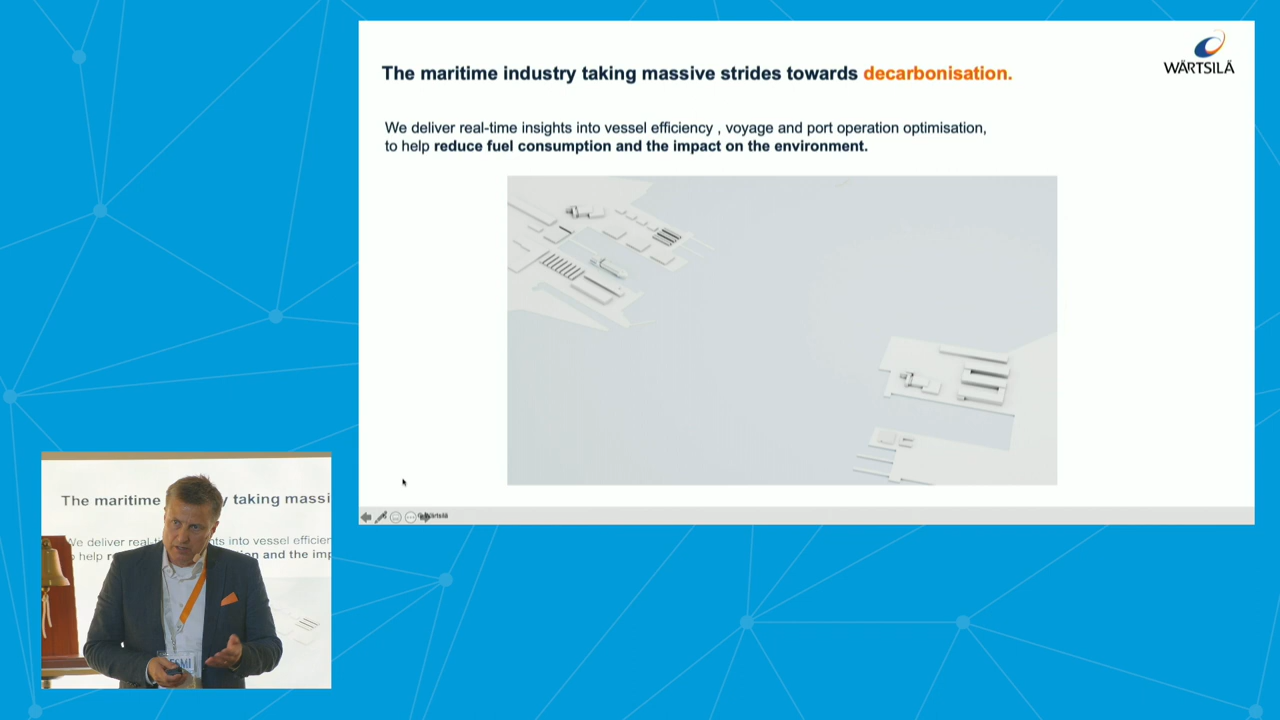 WÄRTSILÄ
The maritime industry taking massive strides towards decarbonisation.
We deliver real-time insights into vessel efficiency , voyage and port operation optimisation,
to help reduce fuel consumption and the impact on the environment.
The maritime y taking massi
We deliver real-t nts into vessel efficien
help on and the imp